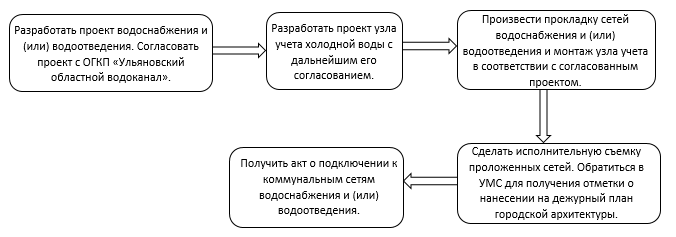 Разработать проект водоснабжения и
(или) водоотведения. Согласовать
проект с ОГКП «Ульяновский
областной водоканал».
Разработать проект узла
учета холодной воды с
дальнейшим его
согласованием.
Произвести прокладку сетей
водоснабжения и (или)
водоотведения и монтаж узла учета
в соответствии с согласованным
проектом.
Сделать исполнительную съемку
проложенных сетей. Обратиться в
УМС для получения отметки о
нанесении на дежурный план
городской архитектуры.
Получить акт о подключении к
коммунальным сетям
водоснабжения и (или)
водоотведения.